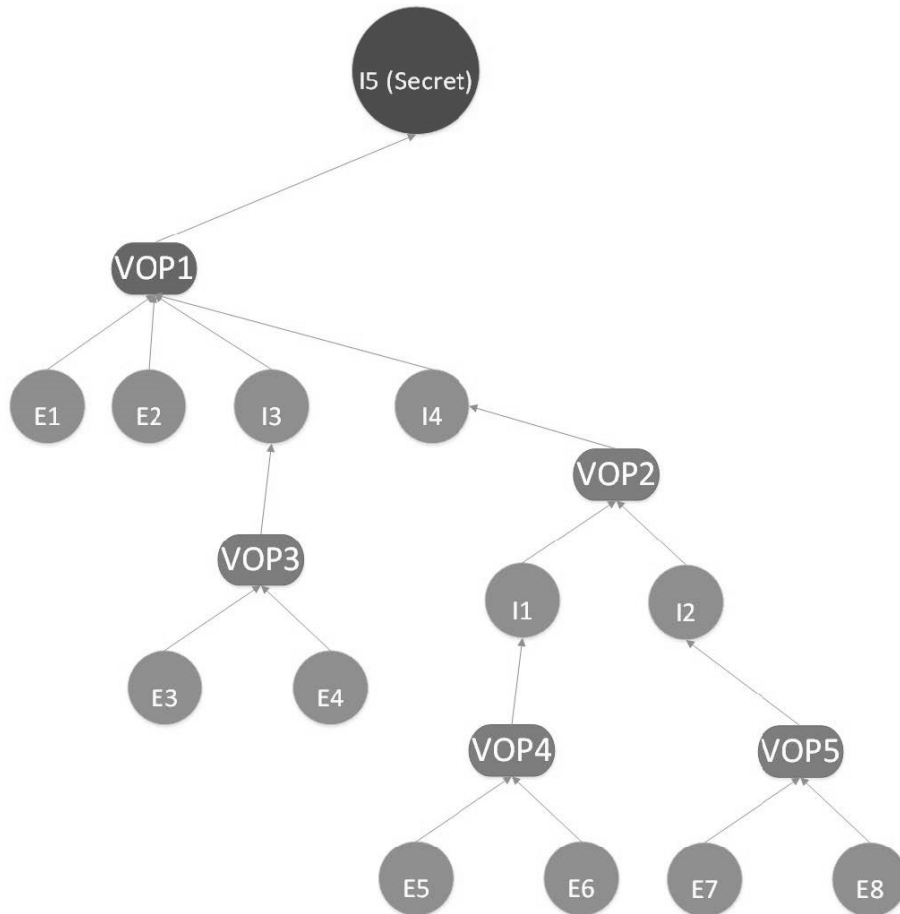 I5 (Secret)
VOP1
E1
E2
I3
I4
VOP2
VOP3
I1
I2
E3
E4
VOP4
VOP5
E5
E6
E7
E8